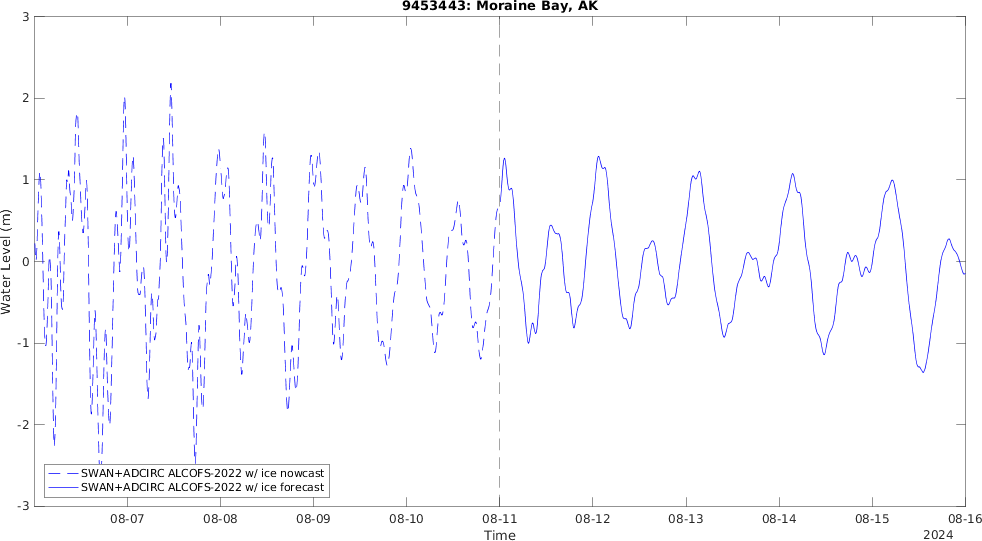 9453443: Moraine Bay, AK
3
2
1
0
-1
-2
-3
Water Level (m)
SWAN+ADCIRC ALCOFS-2022 w/ ice nowcast
SWAN+ADCIRC ALCOFS-2022 w/ ice forecast
08-07 08-08 08-09 08-10 08-11 08-12 08-13 08-14 08-15 08-16
Time
2024